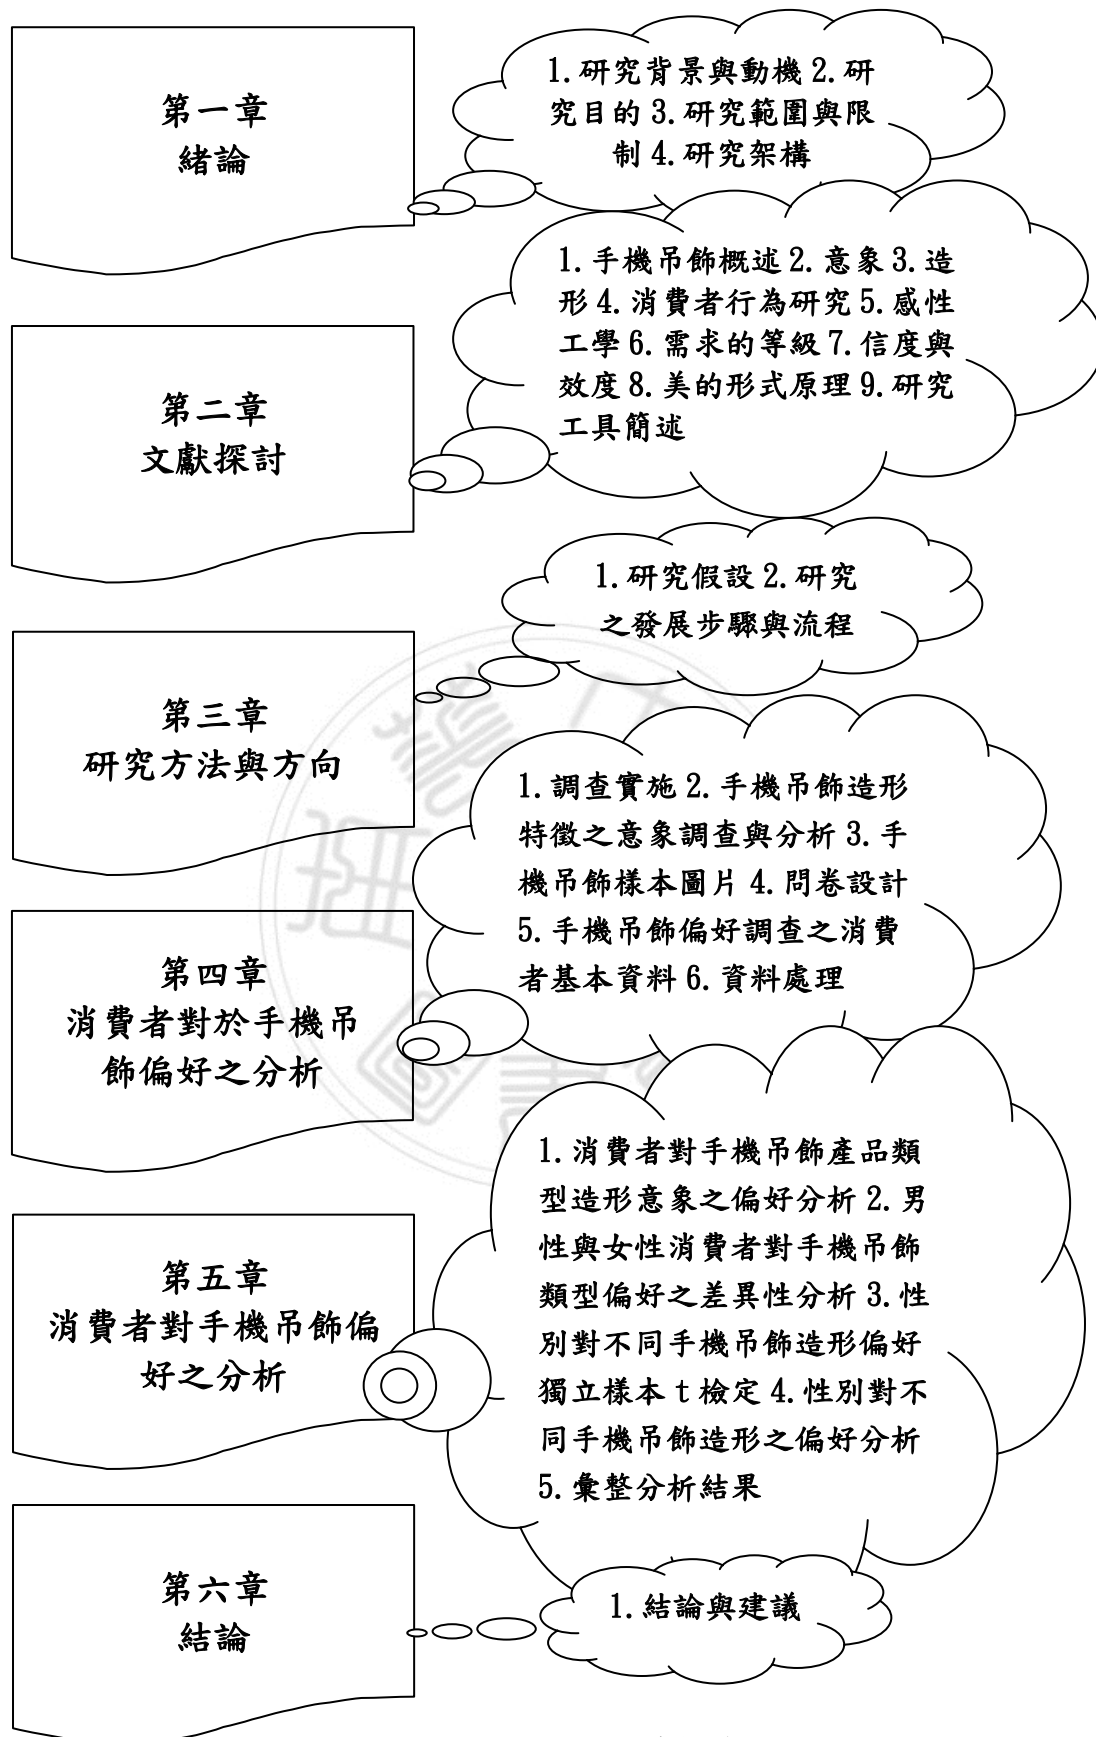 第一章
緒論
1.研究背景與動機 2.研
究目的 3.研究範圍與限
制 4.研究架構
第二章
文獻探討
1.手機吊飾概述 2.意象 3.造
形 4.消費者行為研究 5.感性
工學 6.需求的等級 7.信度與
效度 8.美的形式原理 9.研究
工具簡述
第三章
研究方法與方向
1.研究假設 2.研究
之發展步驟與流程
第四章
消費者對於手機吊
飾偏好之分析
1.調查實施 2.手機吊飾造形
特徵之意象調查與分析 3.手
機吊飾樣本圖片 4.問卷設計
5.手機吊飾偏好調查之消費
者基本資料 6.資料處理
第五章
消費者對手機吊飾偏
好之分析
1.消費者對手機吊飾產品類
型造形意象之偏好分析 2.男
性與女性消費者對手機吊飾
類型偏好之差異性分析 3.性
別對不同手機吊飾造形偏好
獨立樣本 t 檢定 4.性別對不
同手機吊飾造形之偏好分析
5.彙整分析結果
第六章
結論
1.結論與建議